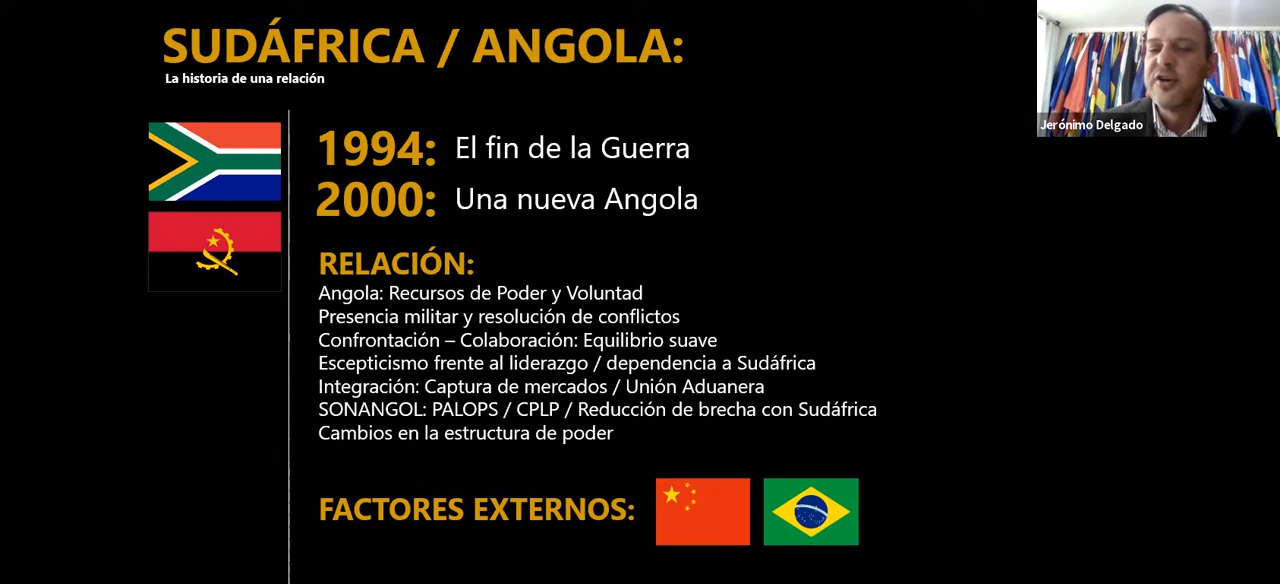 SUDÁFRICA / ANGOLA:
La historia de una relación
Jerónimo Delgado
1994: El fin de la Guerra
2000: Una nueva Angola
RELACIÓN:
Angola: Recursos de Poder y Voluntad
Presencia militar y resolución de conflictos
Confrontación – Colaboración: Equilibrio suave
Escepticismo frente al liderazgo / dependencia a Sudáfrica
Integración: Captura de mercados / Unión Aduanera
SONANGOL: PALOPS / CPLP / Reducción de brecha con Sudáfrica
Cambios en la estructura de poder
FACTORES EXTERNOS: